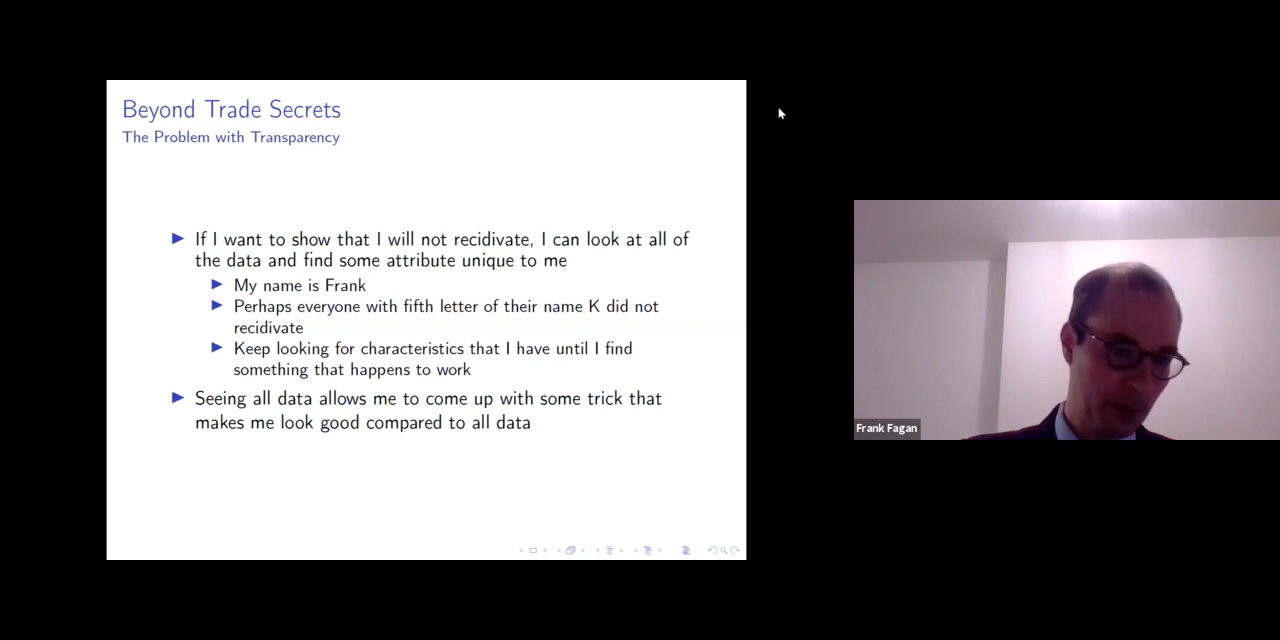 Beyond Trade Secrets
The Problem with Transparency
If I want to show that I will not recidivate, I can look at all of
the data and find some attribute unique to me
My name is Frank
Perhaps everyone with fifth letter of their name K did not
recidivate
Keep looking for characteristics that I have until I find
something that happens to work
Seeing all data allows me to come up with some trick that
makes me look good compared to all data
Frank Fagan